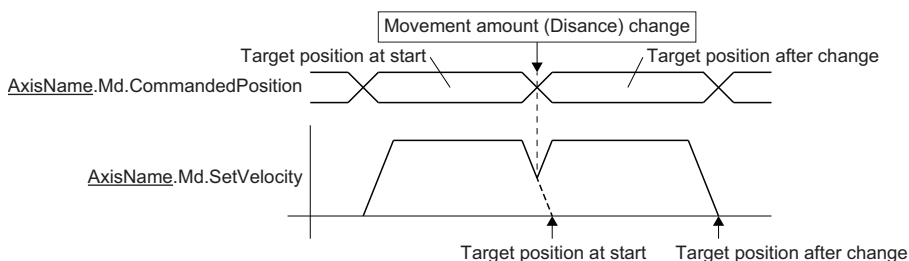 Movement amount (Disance) change
Target position at start
Target position after change
AxisName.Md.CommandedPosition
AxisName.Md.SetVelocity
Target position at start
Target position after change